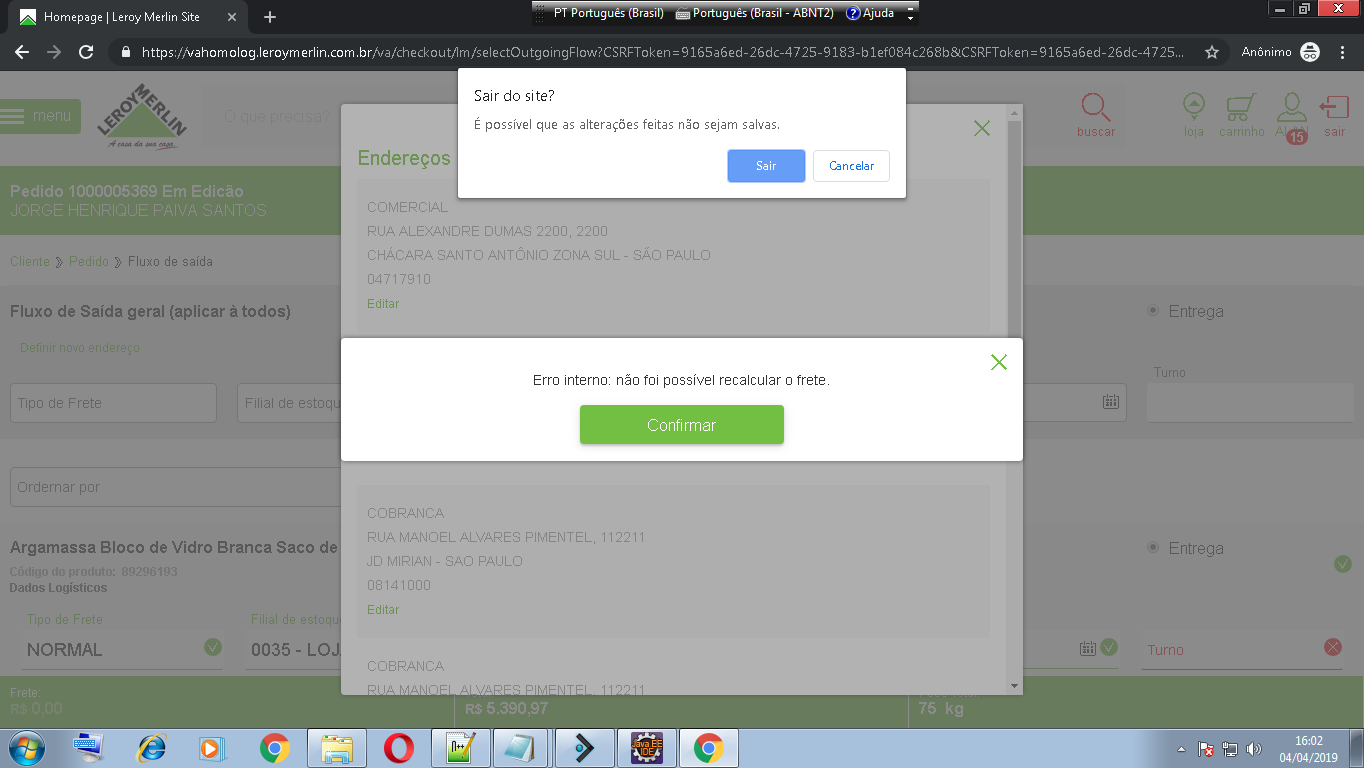 Homepage | Leroy Merlin Site
PT Português (Brasil) Português (Brasil - ABNT2) Ajuda
https://vahomolog.leroymerlin.com.br/va/checkout/lm/selectOutgoingFlow?CSRFToken=9165a6ed-26dc-4725-9183-b1ef084c268b&CSRFToken=9165a6ed-26dc-4725...
Anônimo
Sair do site?
É possível que as alterações feitas não sejam salvas.
Sair Cancelar
menu
LEROY MERLIN
A casa da sua casa
O que precisa?
buscar
loja
carrinho
15
sair
Pedido 1000005369 Em Edicão
JORGE HENRIQUE PAIVA SANTOS
Cliente Pedido Fluxo de saída
Fluxo de Saída geral (aplicar à todos)
Entrega
Definir novo endereço
Tipo de Frete
Filial de estoqu
Turno
Ordernar por
Endereços
COMERCIAL
RUA ALEXANDRE DUMAS 2200, 2200
CHÁCARA SANTO ANTÔNIO ZONA SUL - SÃO PAULO
04717910
Editar
Erro interno: não foi possível recalcular o frete.
Confirmar
COBRANCA
RUA MANOEL ALVARES PIMENTEL, 112211
JD MIRIAN - SAO PAULO
08141000
Editar
COBRANCA
RUA MANOEL ALVARES PIMENTEL, 112211
Argamassa Bloco de Vidro Branca Saco de
Entrega
Código do produto: 89296193
Dados Logísticos
Tipo de Frete
NORMAL
Filial de estoqu
0035 - LOJ
Turno
Frete:
R$ 0,00
R$ 5.390,97
75 kg
Java EE
IDE
16:02
04/04/2019